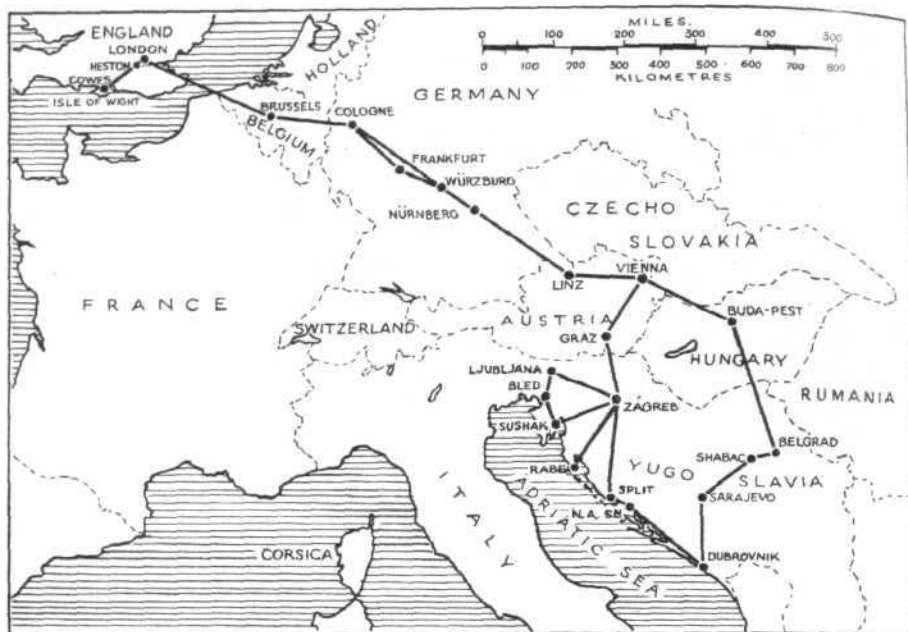 MILES.
0 100 200 300 400 500
0 100 200 300 400 500 600 700 800
KILOMETRES
ENGLAND
LONDON
HESTON
COWES
ISLE OF WIGHT
HOLLAND
GERMANY
BRUSSELS
COLOGNE
BELGIUM
FRANKFURT
WÜRZBURG
NÜRNBERG
CZECHO
SLOVAKIA
VIENNA
LINZ
FRANCE
SWITZERLAND
AUSTRIA
GRAZ
BUDA-PEST
HUNGARY
RUMANIA
LJUBLJANA
BLED
ZAGREB
SUSHAK
RABE
YUGO
SLAVIA
SHABAC
BELGRAD
SPLIT
SARAJEVO
ITALY
ADRIATIC SEA
CORSICA
DUBROVNIK